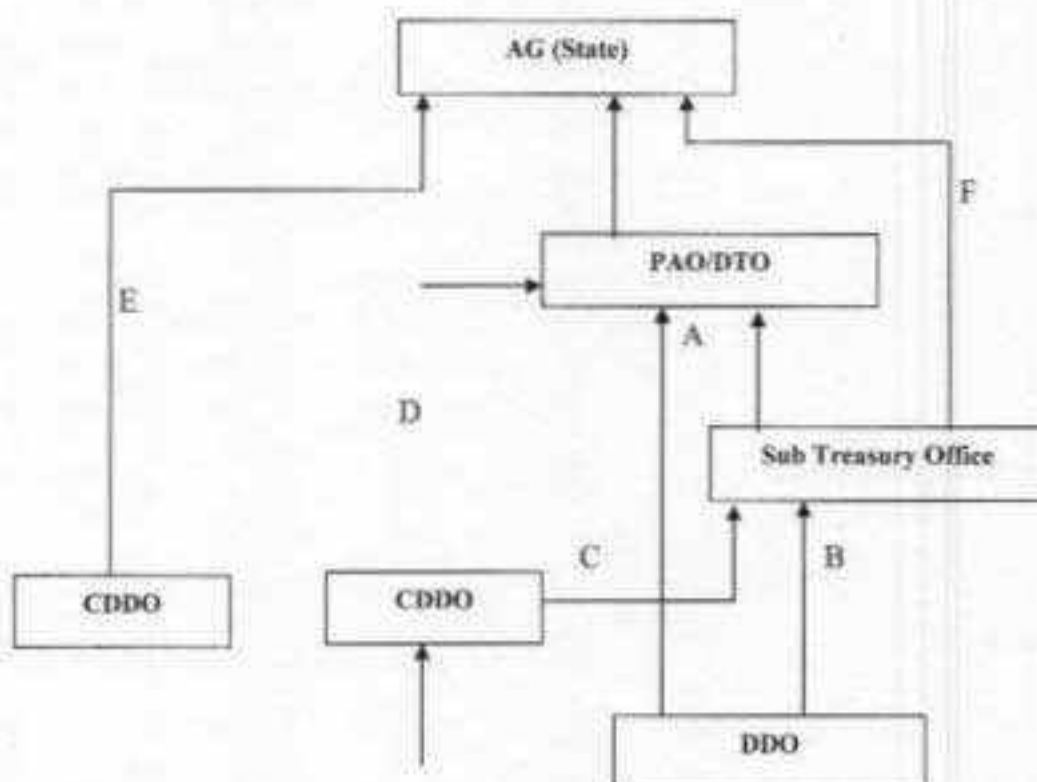 AG (State)
F
PAO/DTO
E
A
D
Sub Treasury Office
C
B
CDDO
CDDO
DDO